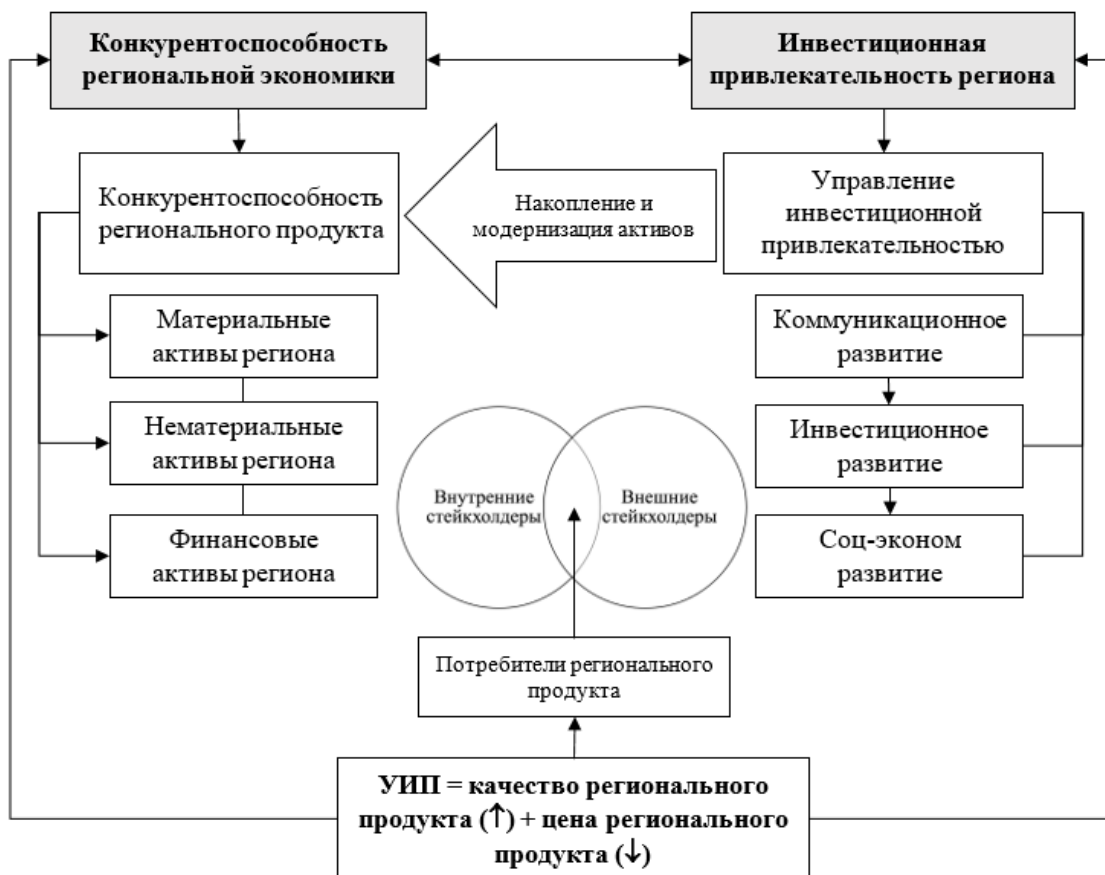 Конкурентоспособность
региональной экономики
Инвестиционная
привлекательность региона
Конкурентоспособность
регионального продукта
Накопление и
модернизация активов
Управление
инвестиционной
привлекательностью
Материальные
активы региона
Коммуникационное
развитие
Нематериальные
активы региона
Внутренние
стейкхолдеры
Внешние
стейкхолдеры
Инвестиционное
развитие
Финансовые
активы региона
Соц-эконом
развитие
Потребители регионального
продукта
УИП = качество регионального
продукта (↑) + цена регионального
продукта (↓)